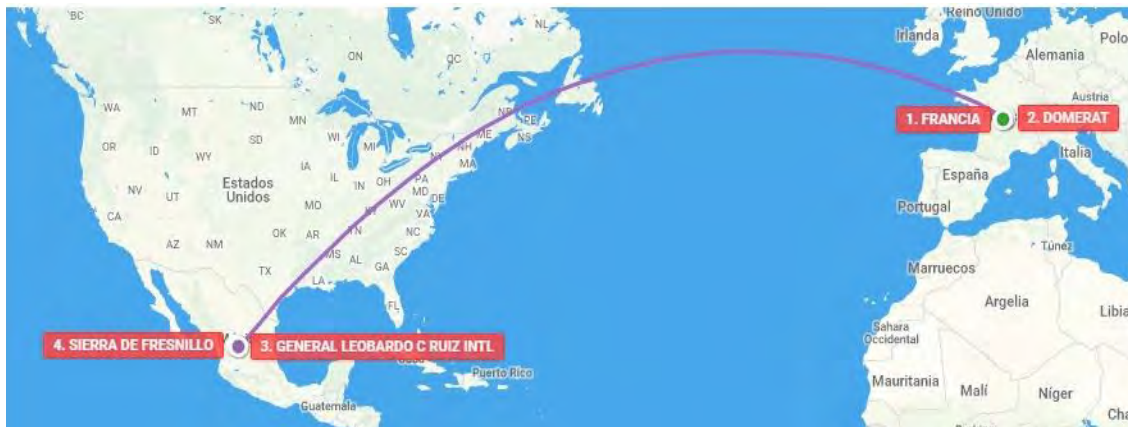 BC
SK
NL
Reino Unido
Irlanda
Polo
Alemania
ON
QC
WA
MT
ND
MN
NB
PE
Austria
1. FRANCIA
2. DOMERAT
OR
ID
SD
WI
ME
NS
WY
MI
NH
Italia
IA
NY
MA
NV
UT
Estados
Unidos
IL
IN
OH
PA
MD
DE
España
Portugal
CA
MO
KY
WV
VA
AZ
NM
OK
AR
TN
NC
SC
Túnez
MS
AL
GA
TX
LA
Marruecos
FL
Argelia
Libia
Sahara
Occidental
4. SIERRA DE FRESNILLO
3. GENERAL LEOBARDO C RUIZ INTL
Puerto Rico
Mauritania
Malí
Níger
Guatemala
Cha